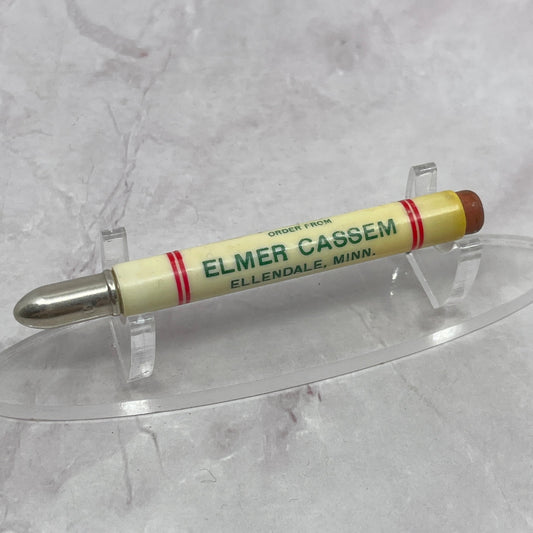 ORDER FROM
ELMER CASSEM
ELLENDALE, MINN.